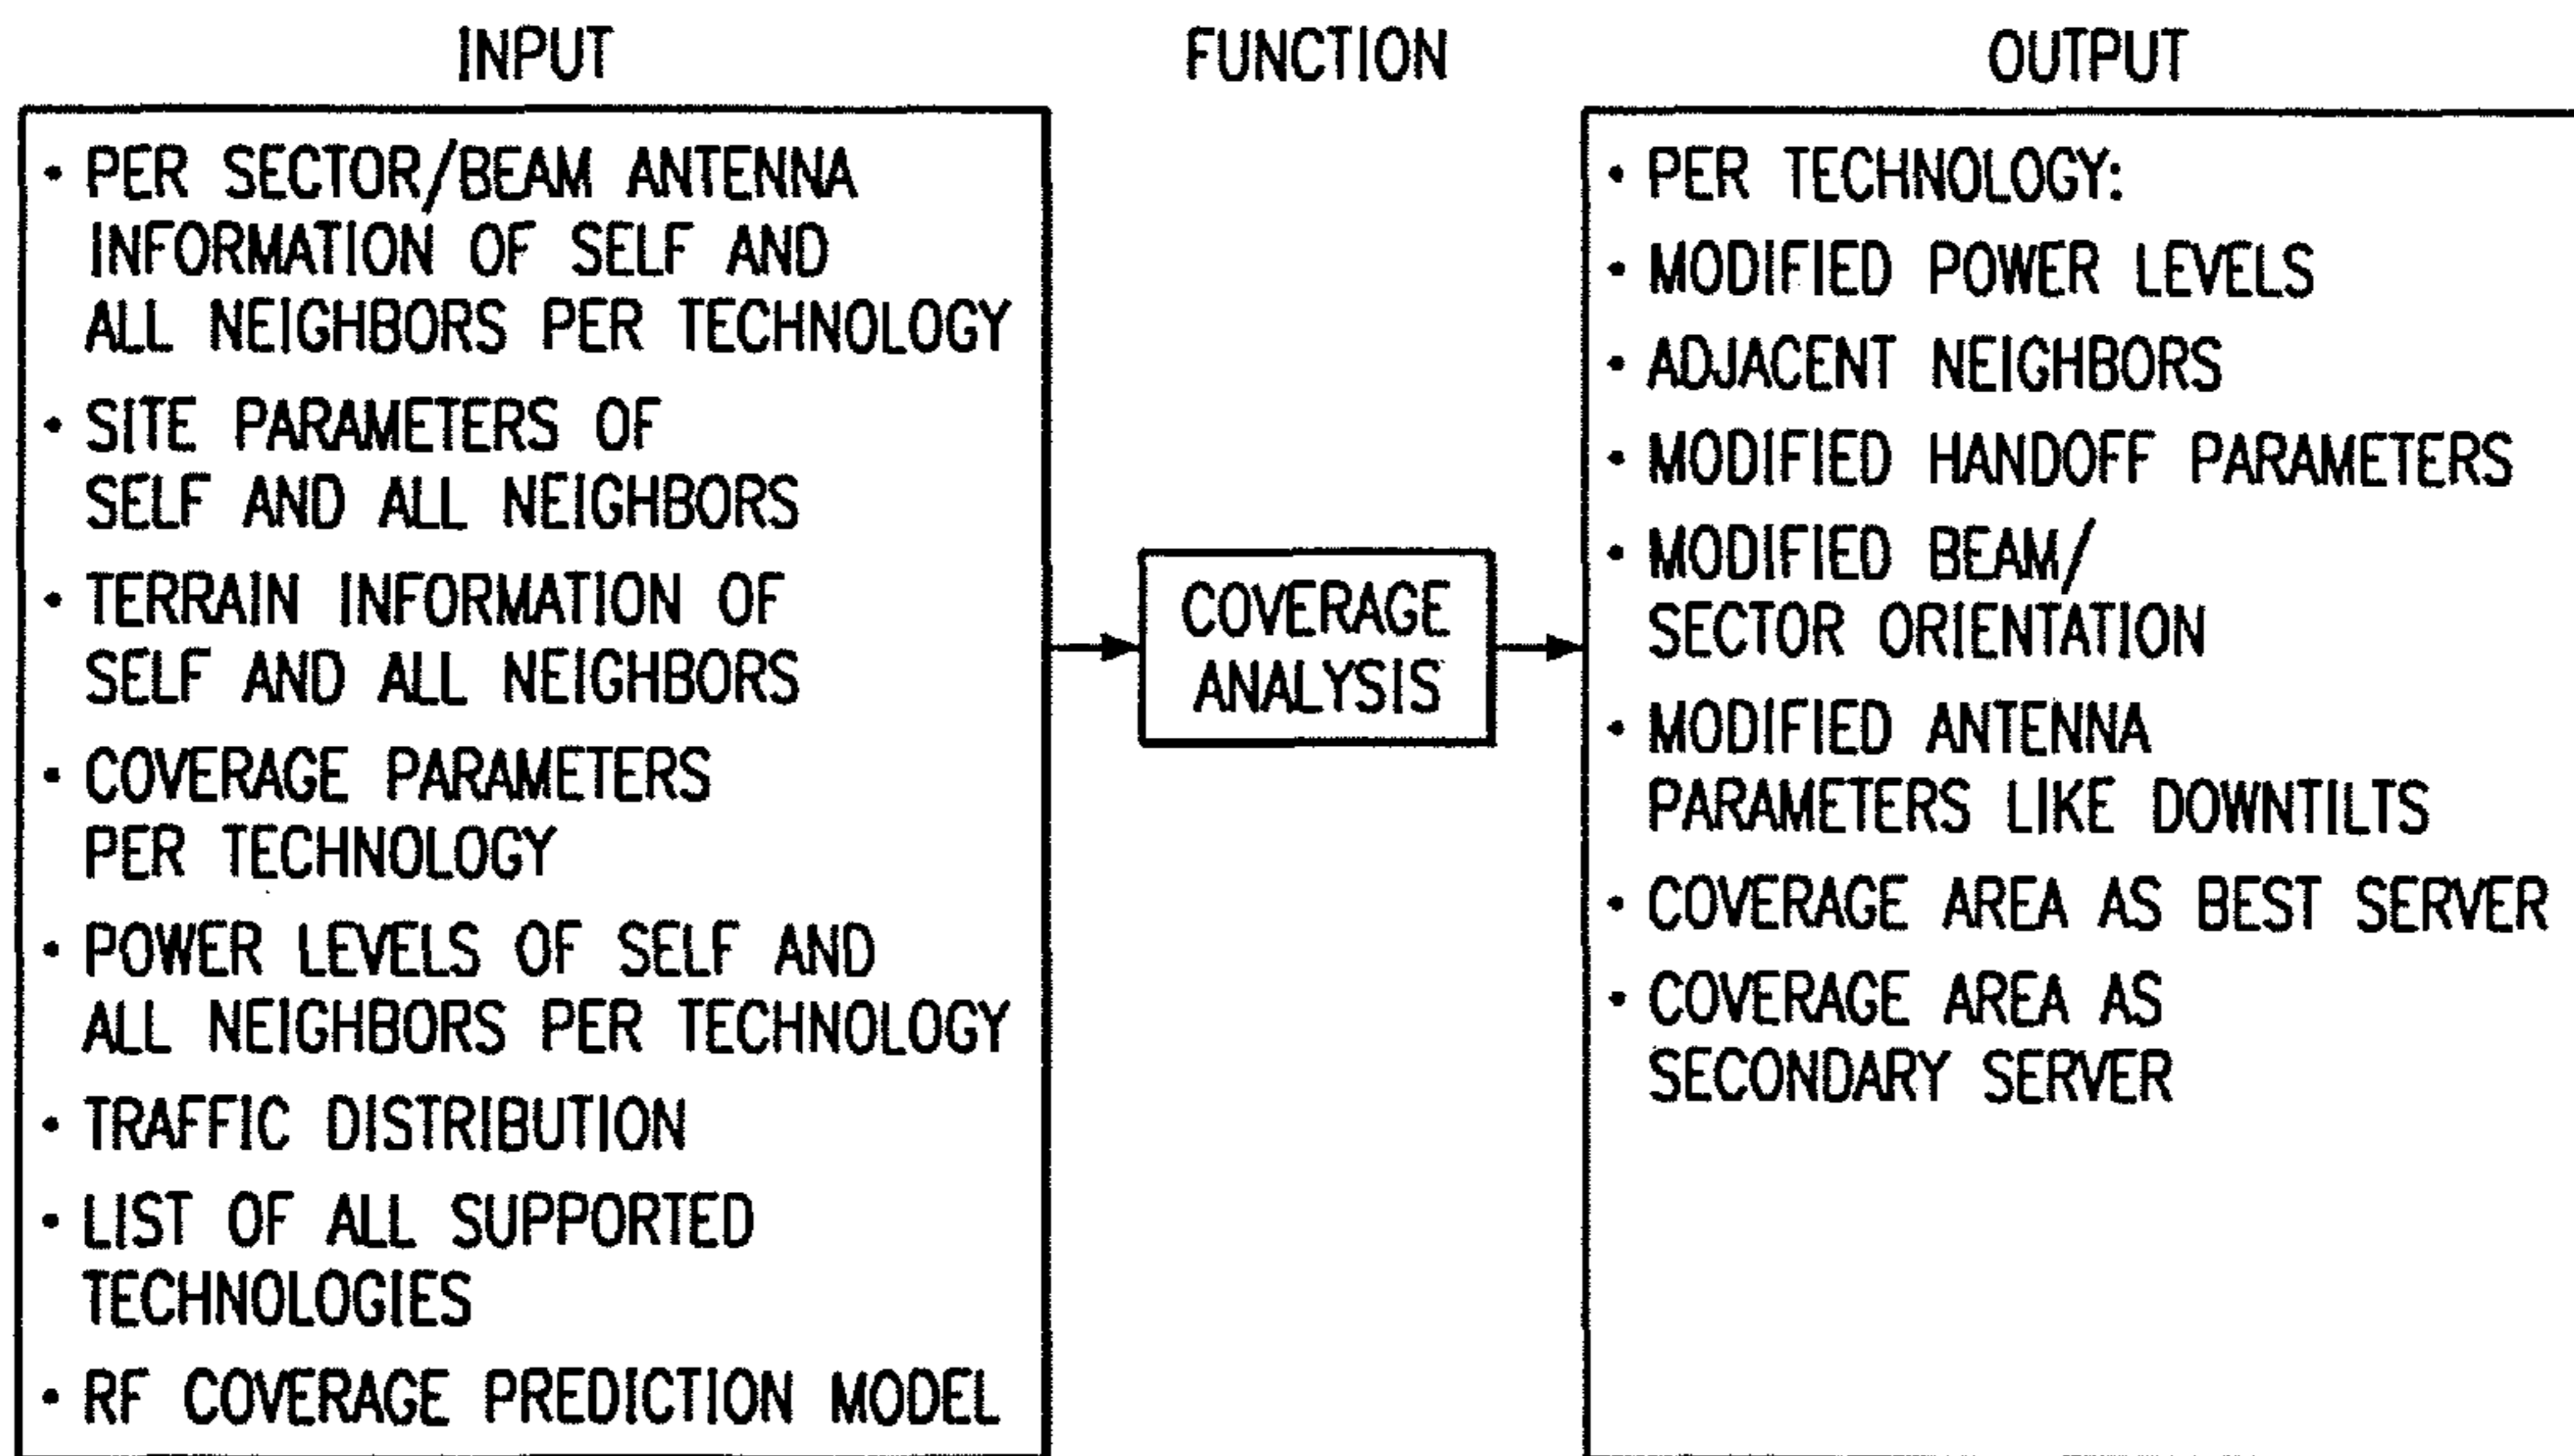 INPUT
• PER SECTOR/BEAM ANTENNA
INFORMATION OF SELF AND
ALL NEIGHBORS PER TECHNOLOGY
• SITE PARAMETERS OF
SELF AND ALL NEIGHBORS
• TERRAIN INFORMATION OF
SELF AND ALL NEIGHBORS
• COVERAGE PARAMETERS
PER TECHNOLOGY
• POWER LEVELS OF SELF AND
ALL NEIGHBORS PER TECHNOLOGY
• TRAFFIC DISTRIBUTION
• LIST OF ALL SUPPORTED
TECHNOLOGIES
• RF COVERAGE PREDICTION MODEL
FUNCTION
COVERAGE
ANALYSIS
OUTPUT
• PER TECHNOLOGY:
• MODIFIED POWER LEVELS
• ADJACENT NEIGHBORS
• MODIFIED HANDOFF PARAMETERS
• MODIFIED BEAM/
SECTOR ORIENTATION
• MODIFIED ANTENNA
PARAMETERS LIKE DOWNTILTS
• COVERAGE AREA AS BEST SERVER
• COVERAGE AREA AS
SECONDARY SERVER